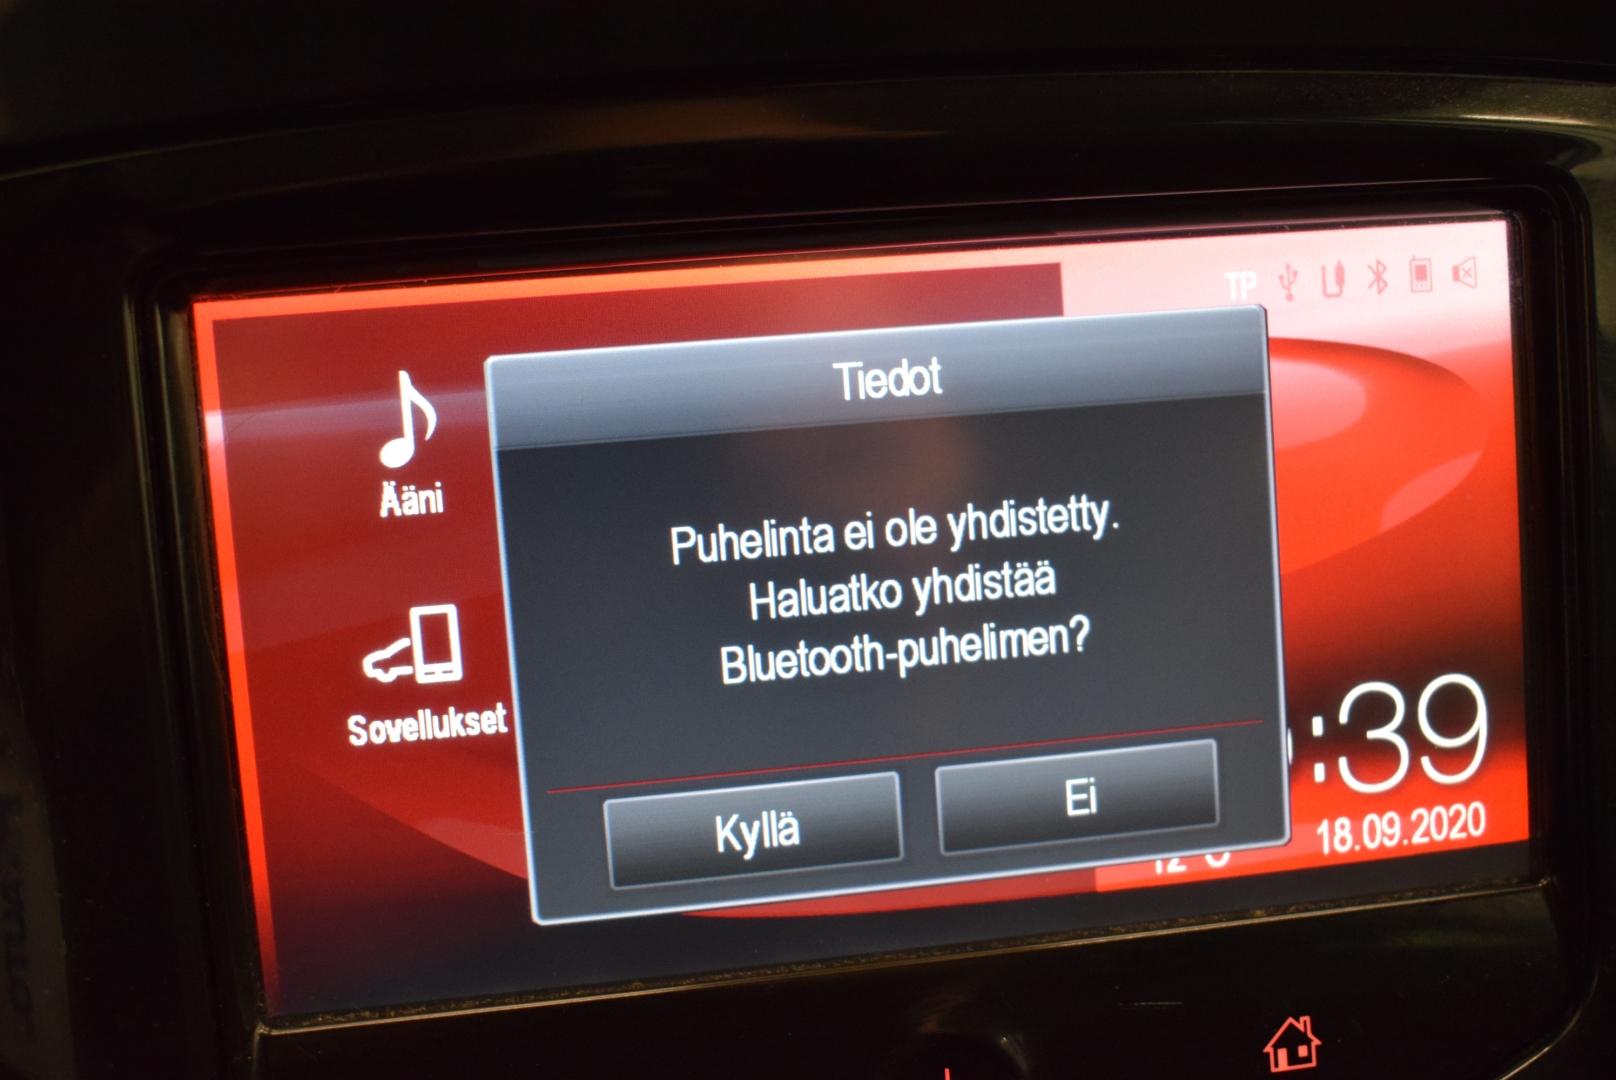 TP
Tiedot
Ääni
Puhelinta ei ole yhdistetty.
Haluatko yhdistää
Bluetooth-puhelimen?
Sovellukset
:39
Kyllä
Ei
18.09.2020